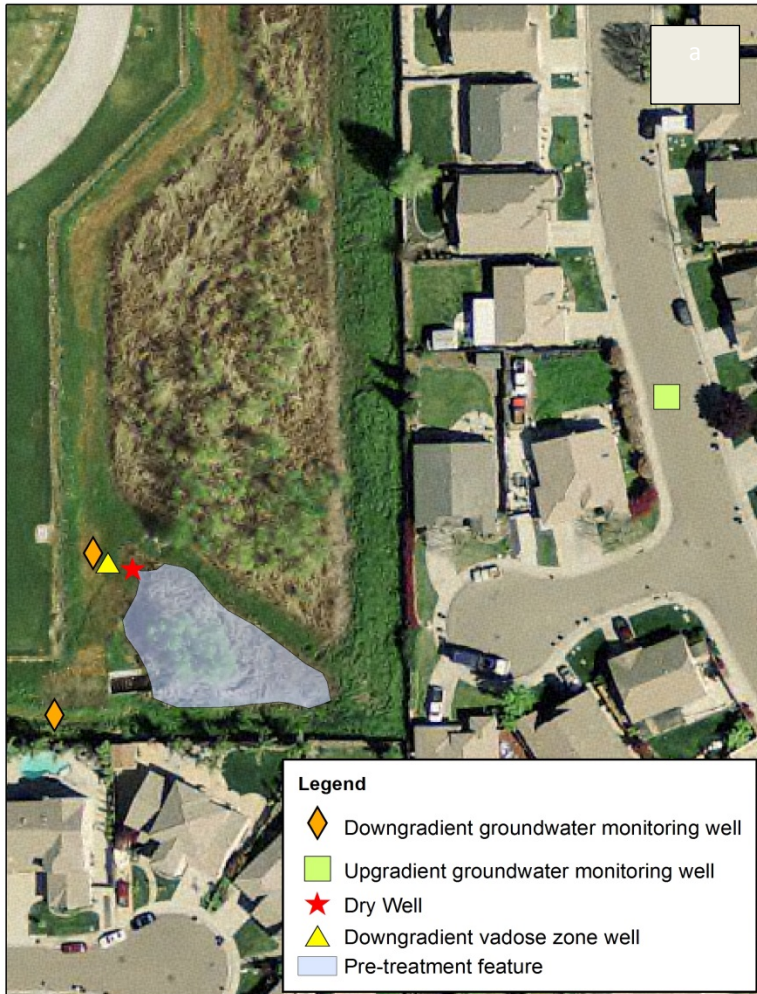 a
Legend
Downgradient groundwater monitoring well
Upgradient groundwater monitoring well
Dry Well
Downgradient vadose zone well
Pre-treatment feature